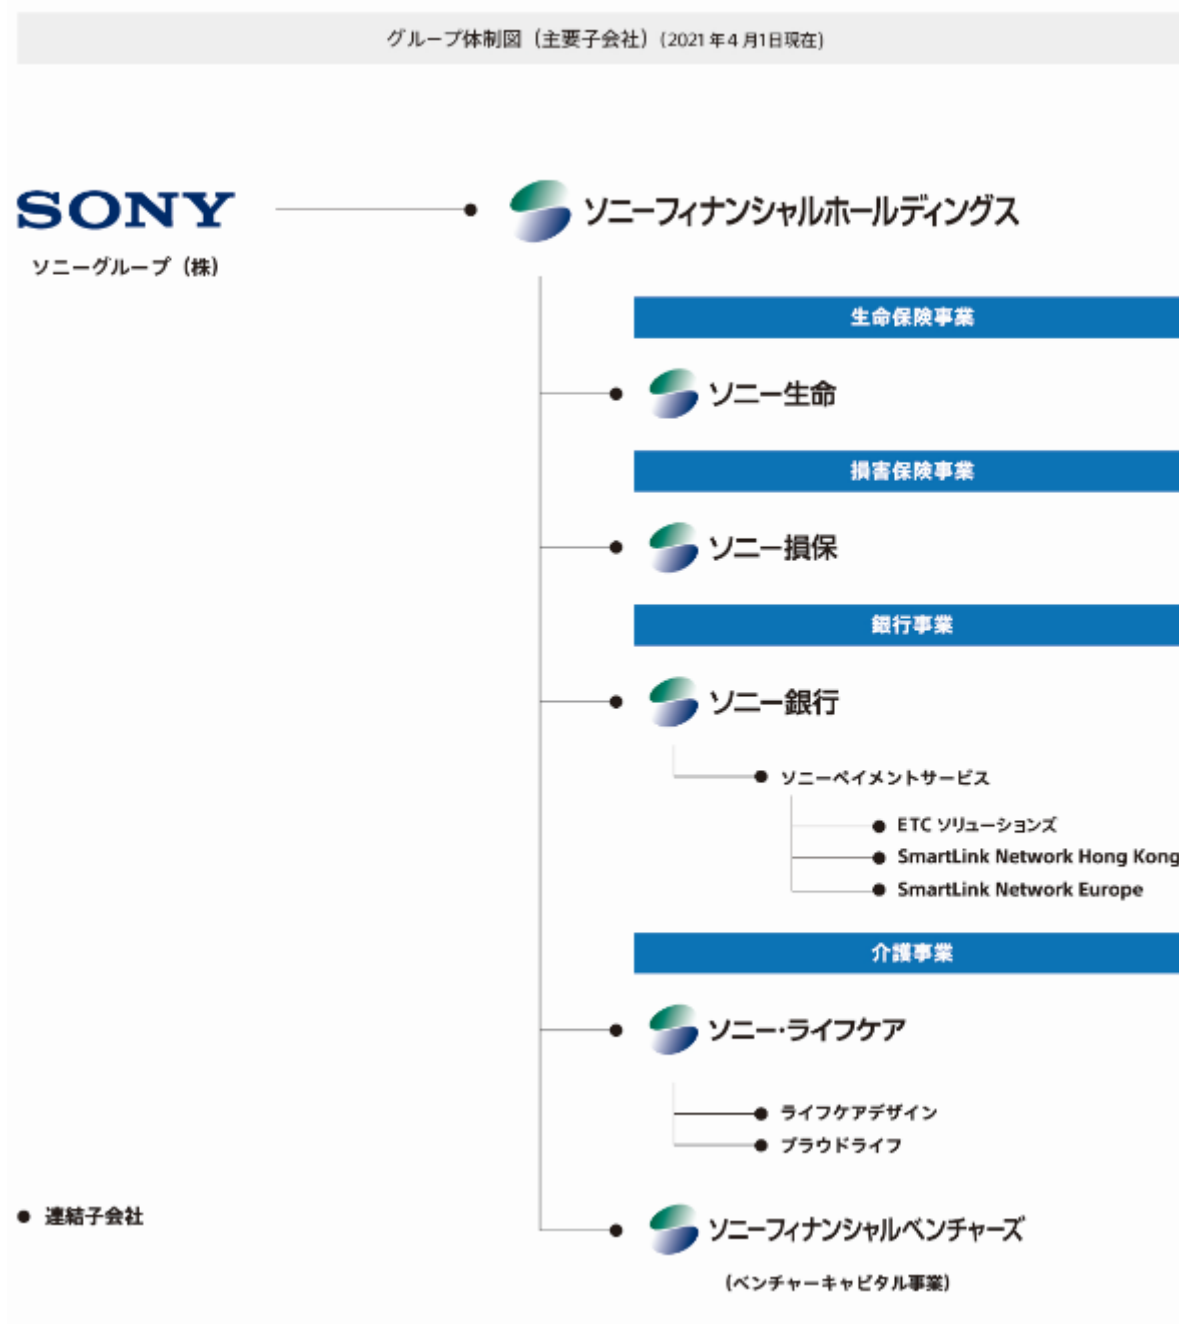 グループ体制図（主要子会社）(2021年4月1日現在)
SONY
ソニーフィナンシャルホールディングス
ソニーグループ（株）
生命保険事業
ソニー生命
損害保険事業
ソニー損保
銀行事業
ソニー銀行
ソニーペイメントサービス
ETC ソリューションズ
SmartLink Network Hong Kong
SmartLink Network Europe
介護事業
ソニー・ライフケア
ライフケアデザイン
プラウドライフ
● 連結子会社
ソニーフィナンシャルベンチャーズ
(ベンチャーキャピタル事業)